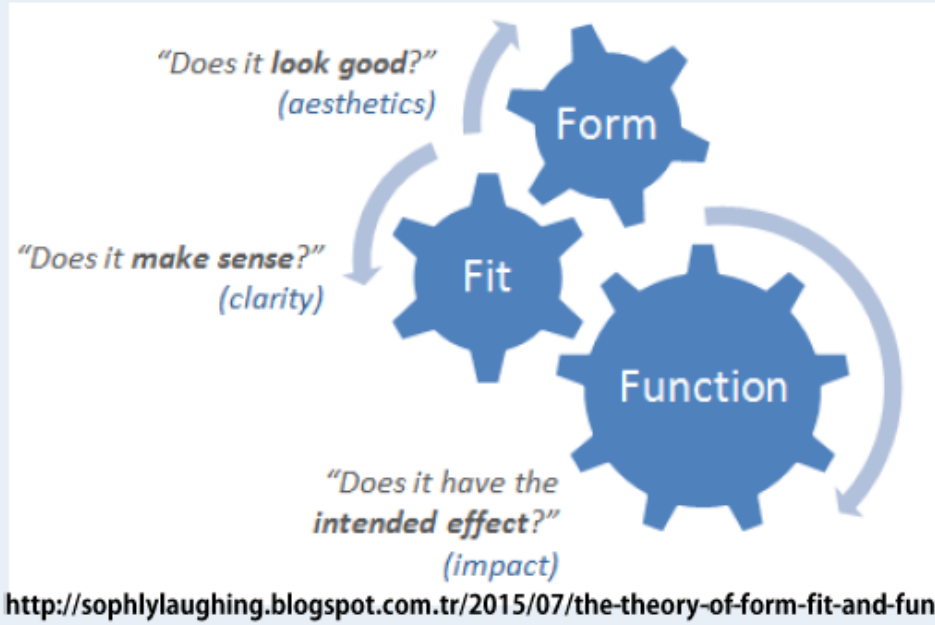 “Does it look good?”
(aesthetics)
Form
“Does it make sense?”
(clarity)
Fit
Function
“Does it have the
intended effect?”
(impact)
http://sophlylaughing.blogspot.com.tr/2015/07/the-theory-of-form-fit-and-fun